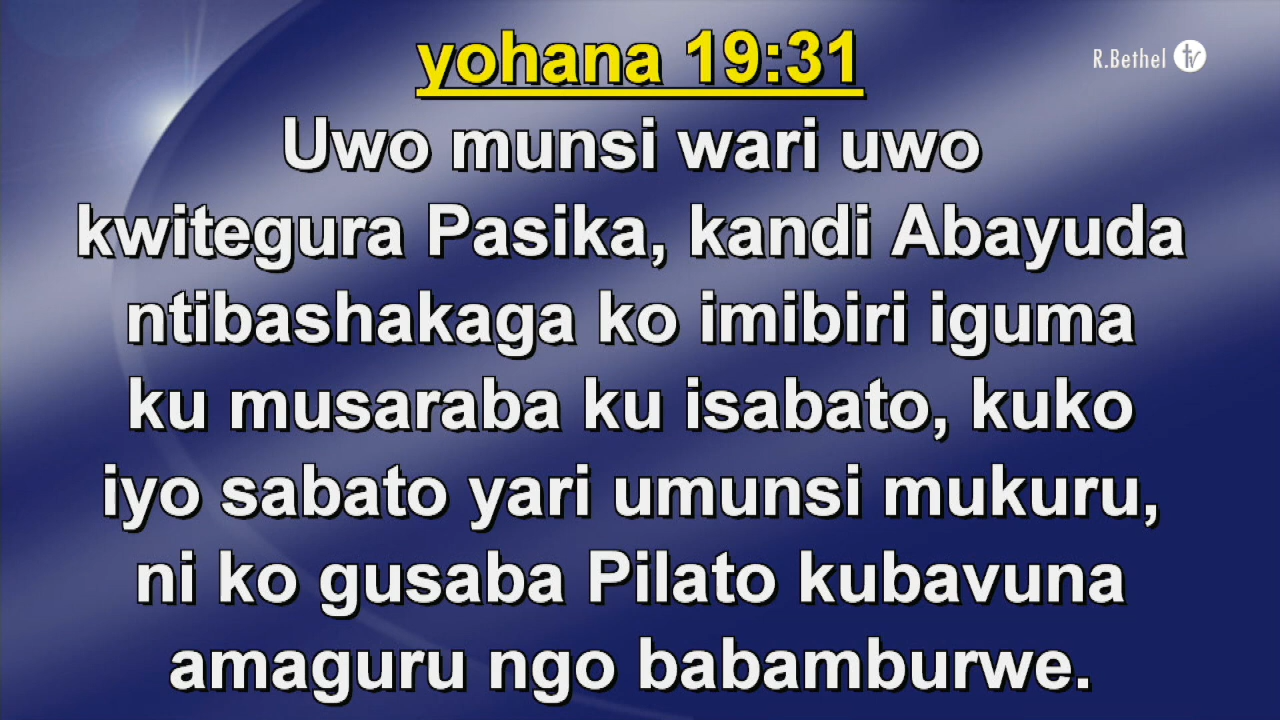 yohana 19:31
R.Bethel tv
Uwo munsi wari uwo
kwitegura Pasika, kandi Abayuda
ntibashakaga ko imibiri iguma
ku musaraba ku isabato, kuko
iyo sabato yari umunsi mukuru,
ni ko gusaba Pilato kubavuna
amaguru ngo babamburwe.